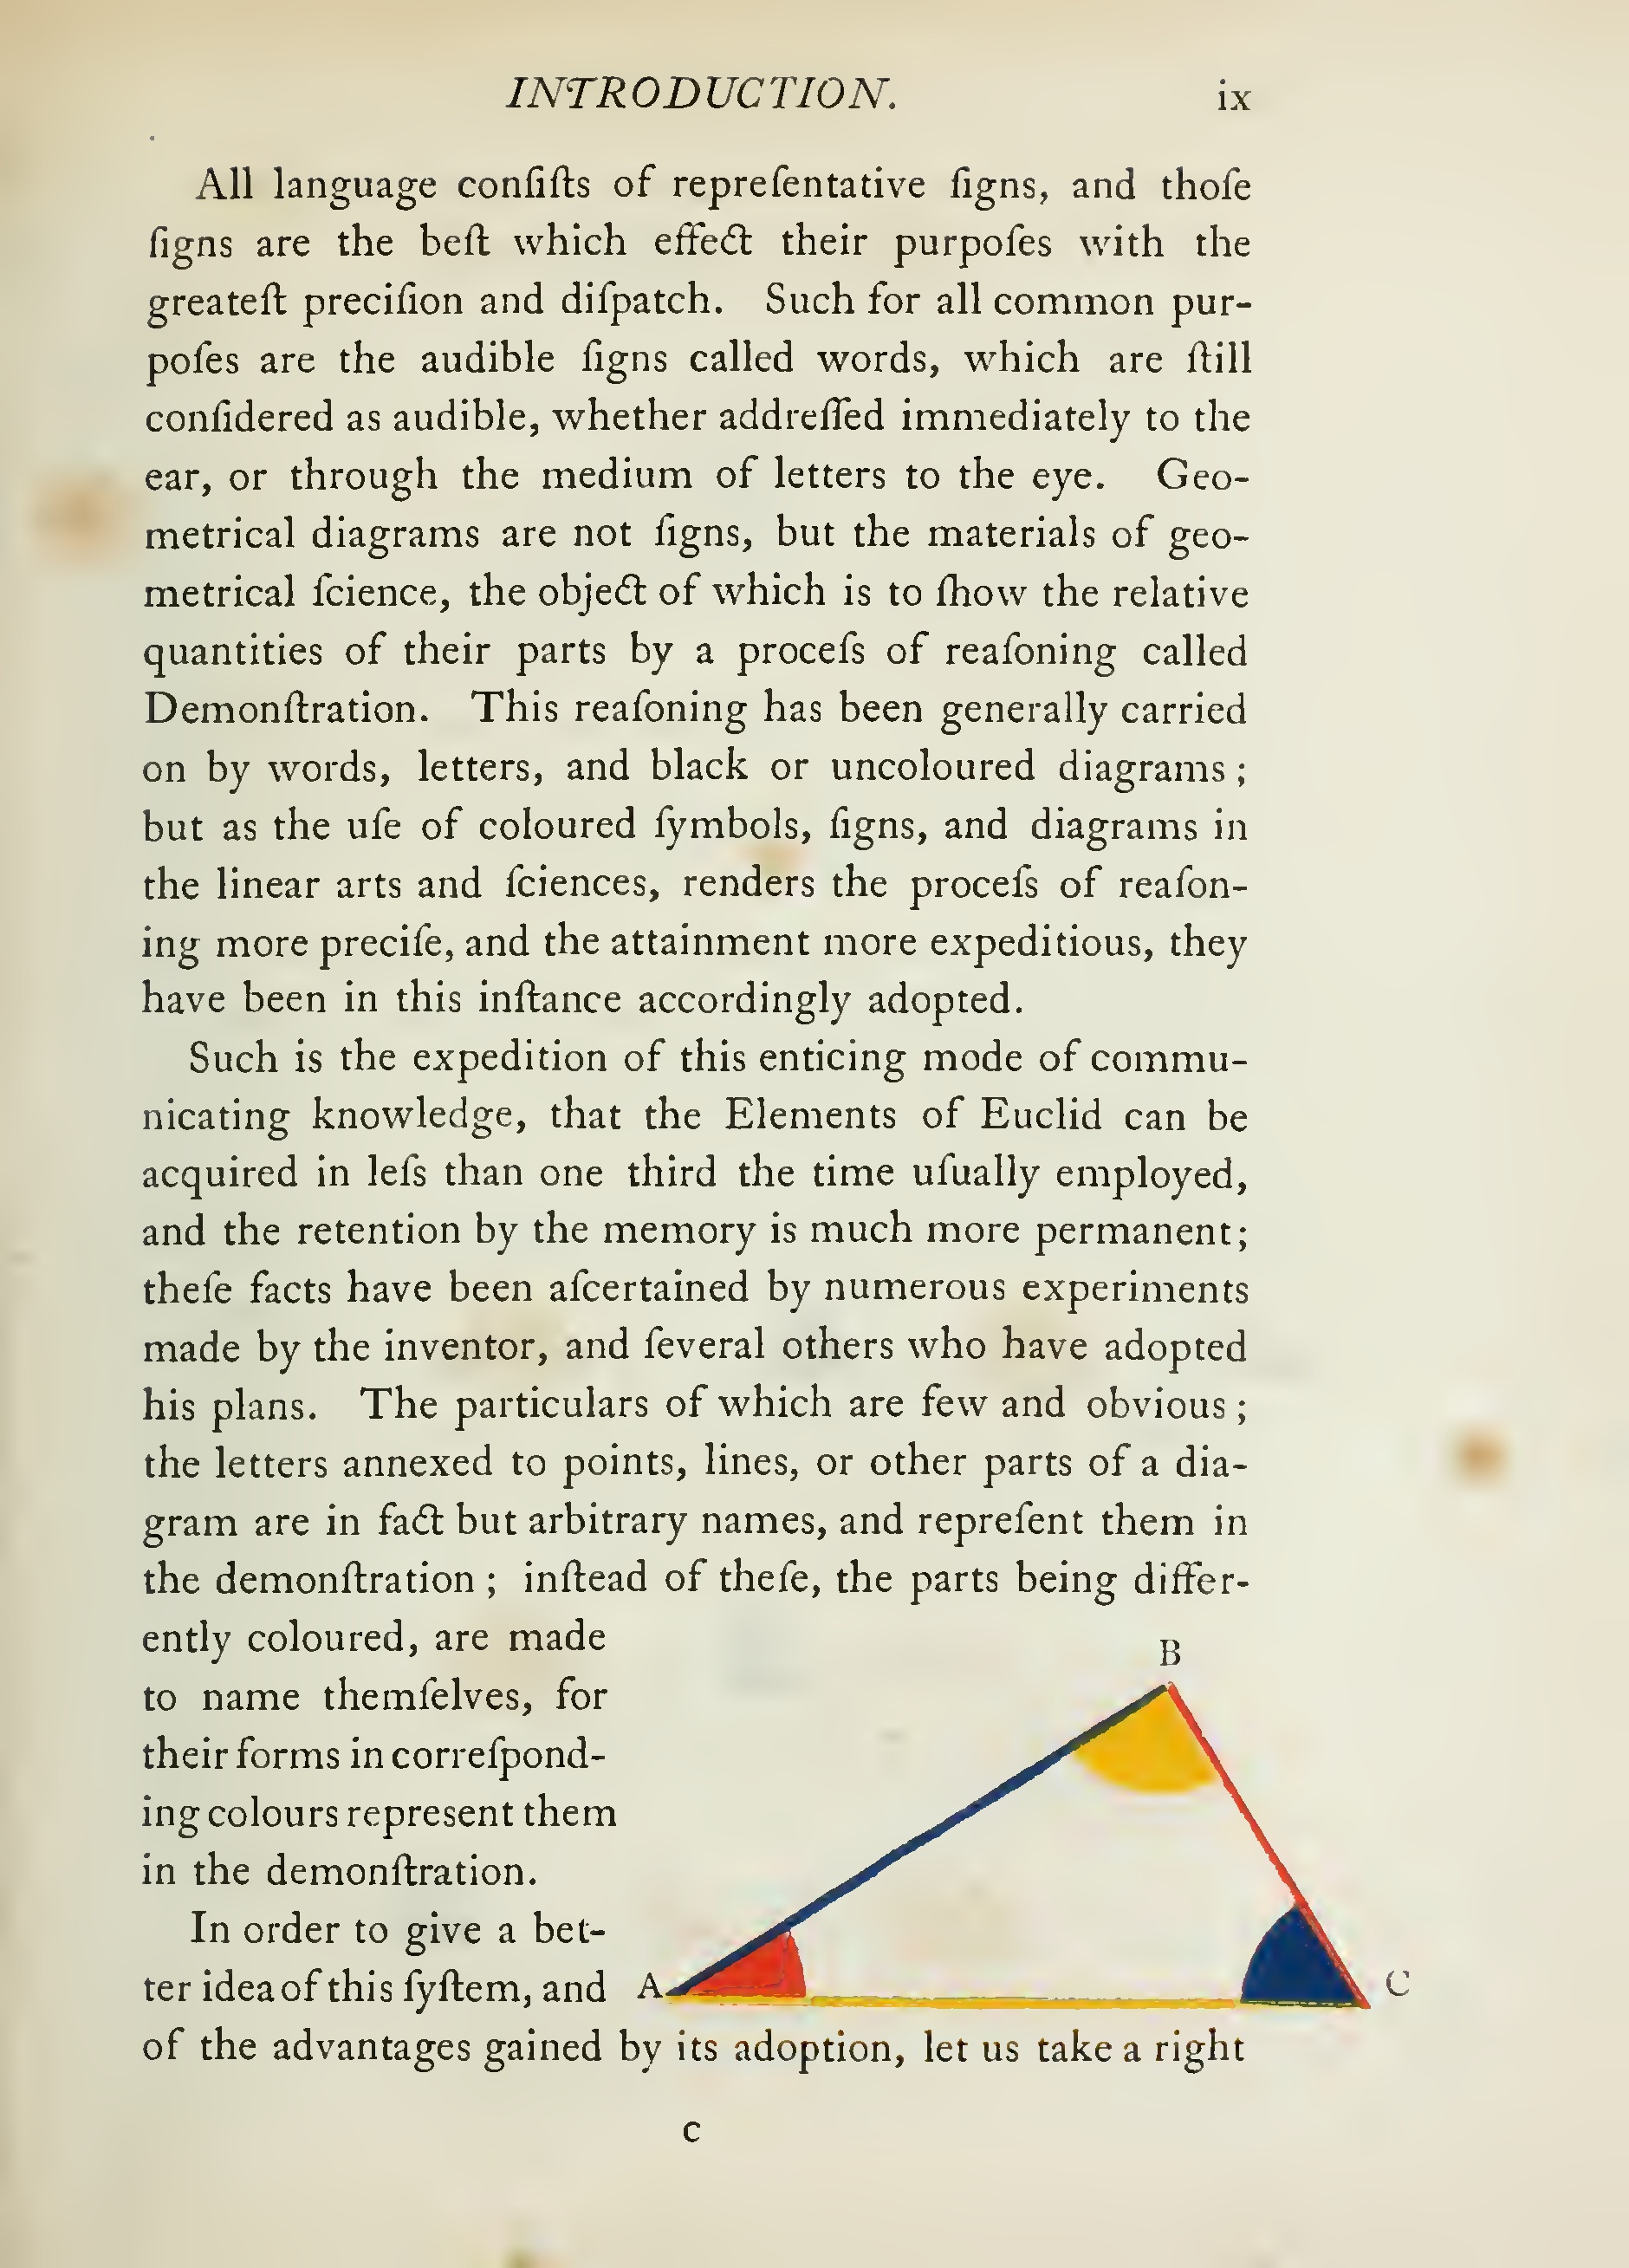 INTRODUCTION. ix
All language conſiſts of repreſentative ſigns, and thoſe
ſigns are the beſt which effect their purpoſes with the
greateſt preciſion and diſpatch. Such for all common pur-
poſes are the audible ſigns called words, which are ſtill
conſidered as audible, whether addreſſed immediately to the
ear, or through the medium of letters to the eye. Geo-
metrical diagrams are not ſigns, but the materials of geo-
metrical ſcience, the object of which is to ſhow the relative
quantities of their parts by a proceſs of reaſoning called
Demonſtration. This reaſoning has been generally carried
on by words, letters, and black or uncoloured diagrams ;
but as the uſe of coloured ſymbols, ſigns, and diagrams in
the linear arts and ſciences, renders the proceſs of reaſon-
ing more preciſe, and the attainment more expeditious, they
have been in this inſtance accordingly adopted.
Such is the expedition of this enticing mode of commu-
nicating knowledge, that the Elements of Euclid can be
acquired in leſs than one third the time uſually employed,
and the retention by the memory is much more permanent;
theſe facts have been aſcertained by numerous experiments
made by the inventor, and ſeveral others who have adopted
his plans. The particulars of which are few and obvious ;
the letters annexed to points, lines, or other parts of a dia-
gram are in fact but arbitrary names, and repreſent them in
the demonſtration ; inſtead of theſe, the parts being differ-
ently coloured, are made
to name themſelves, for
their forms in correſpond-
ing colours represent them
in the demonſtration.
In order to give a bet-
ter idea of this ſyſtem, and
B
A
C
of the advantages gained by its adoption, let us take a right
c